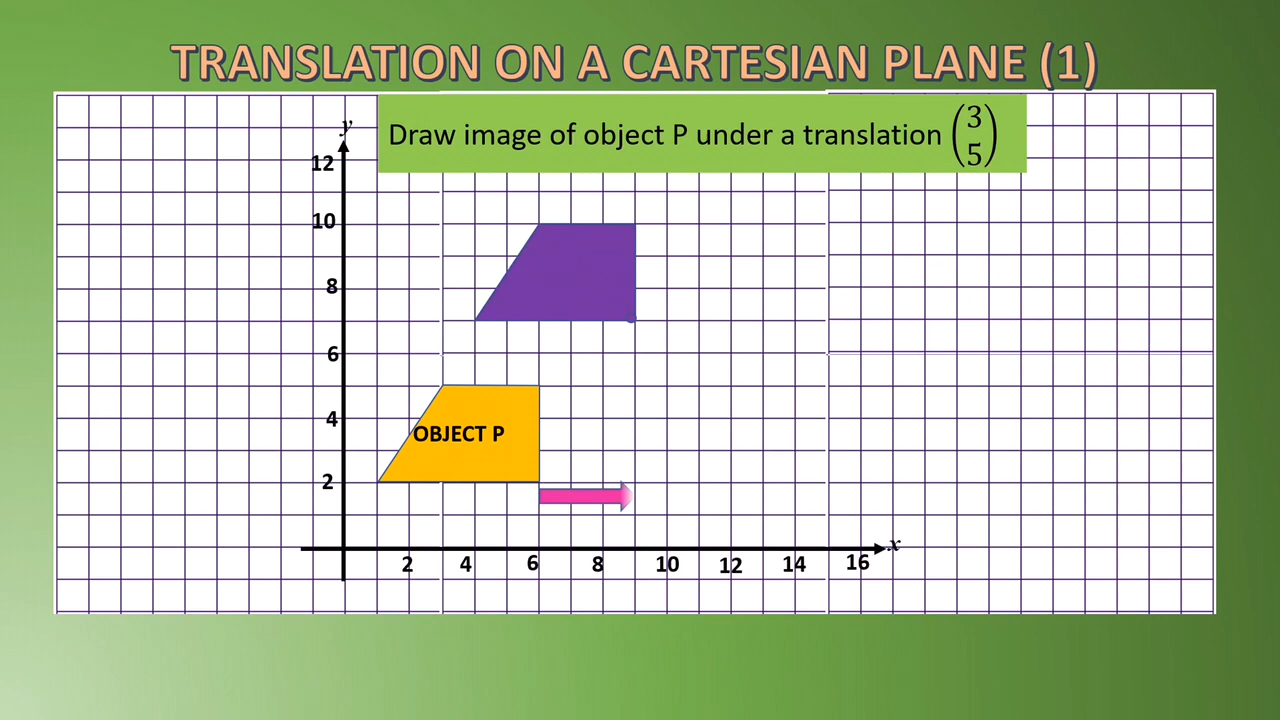 TRANSLATION ON A CARTESIAN PLANE (1)
Draw image of object P under a translation (3
5)
y
12
10
8
6
4
2
OBJECT P
2 4 6 8 10 12 14 16 x